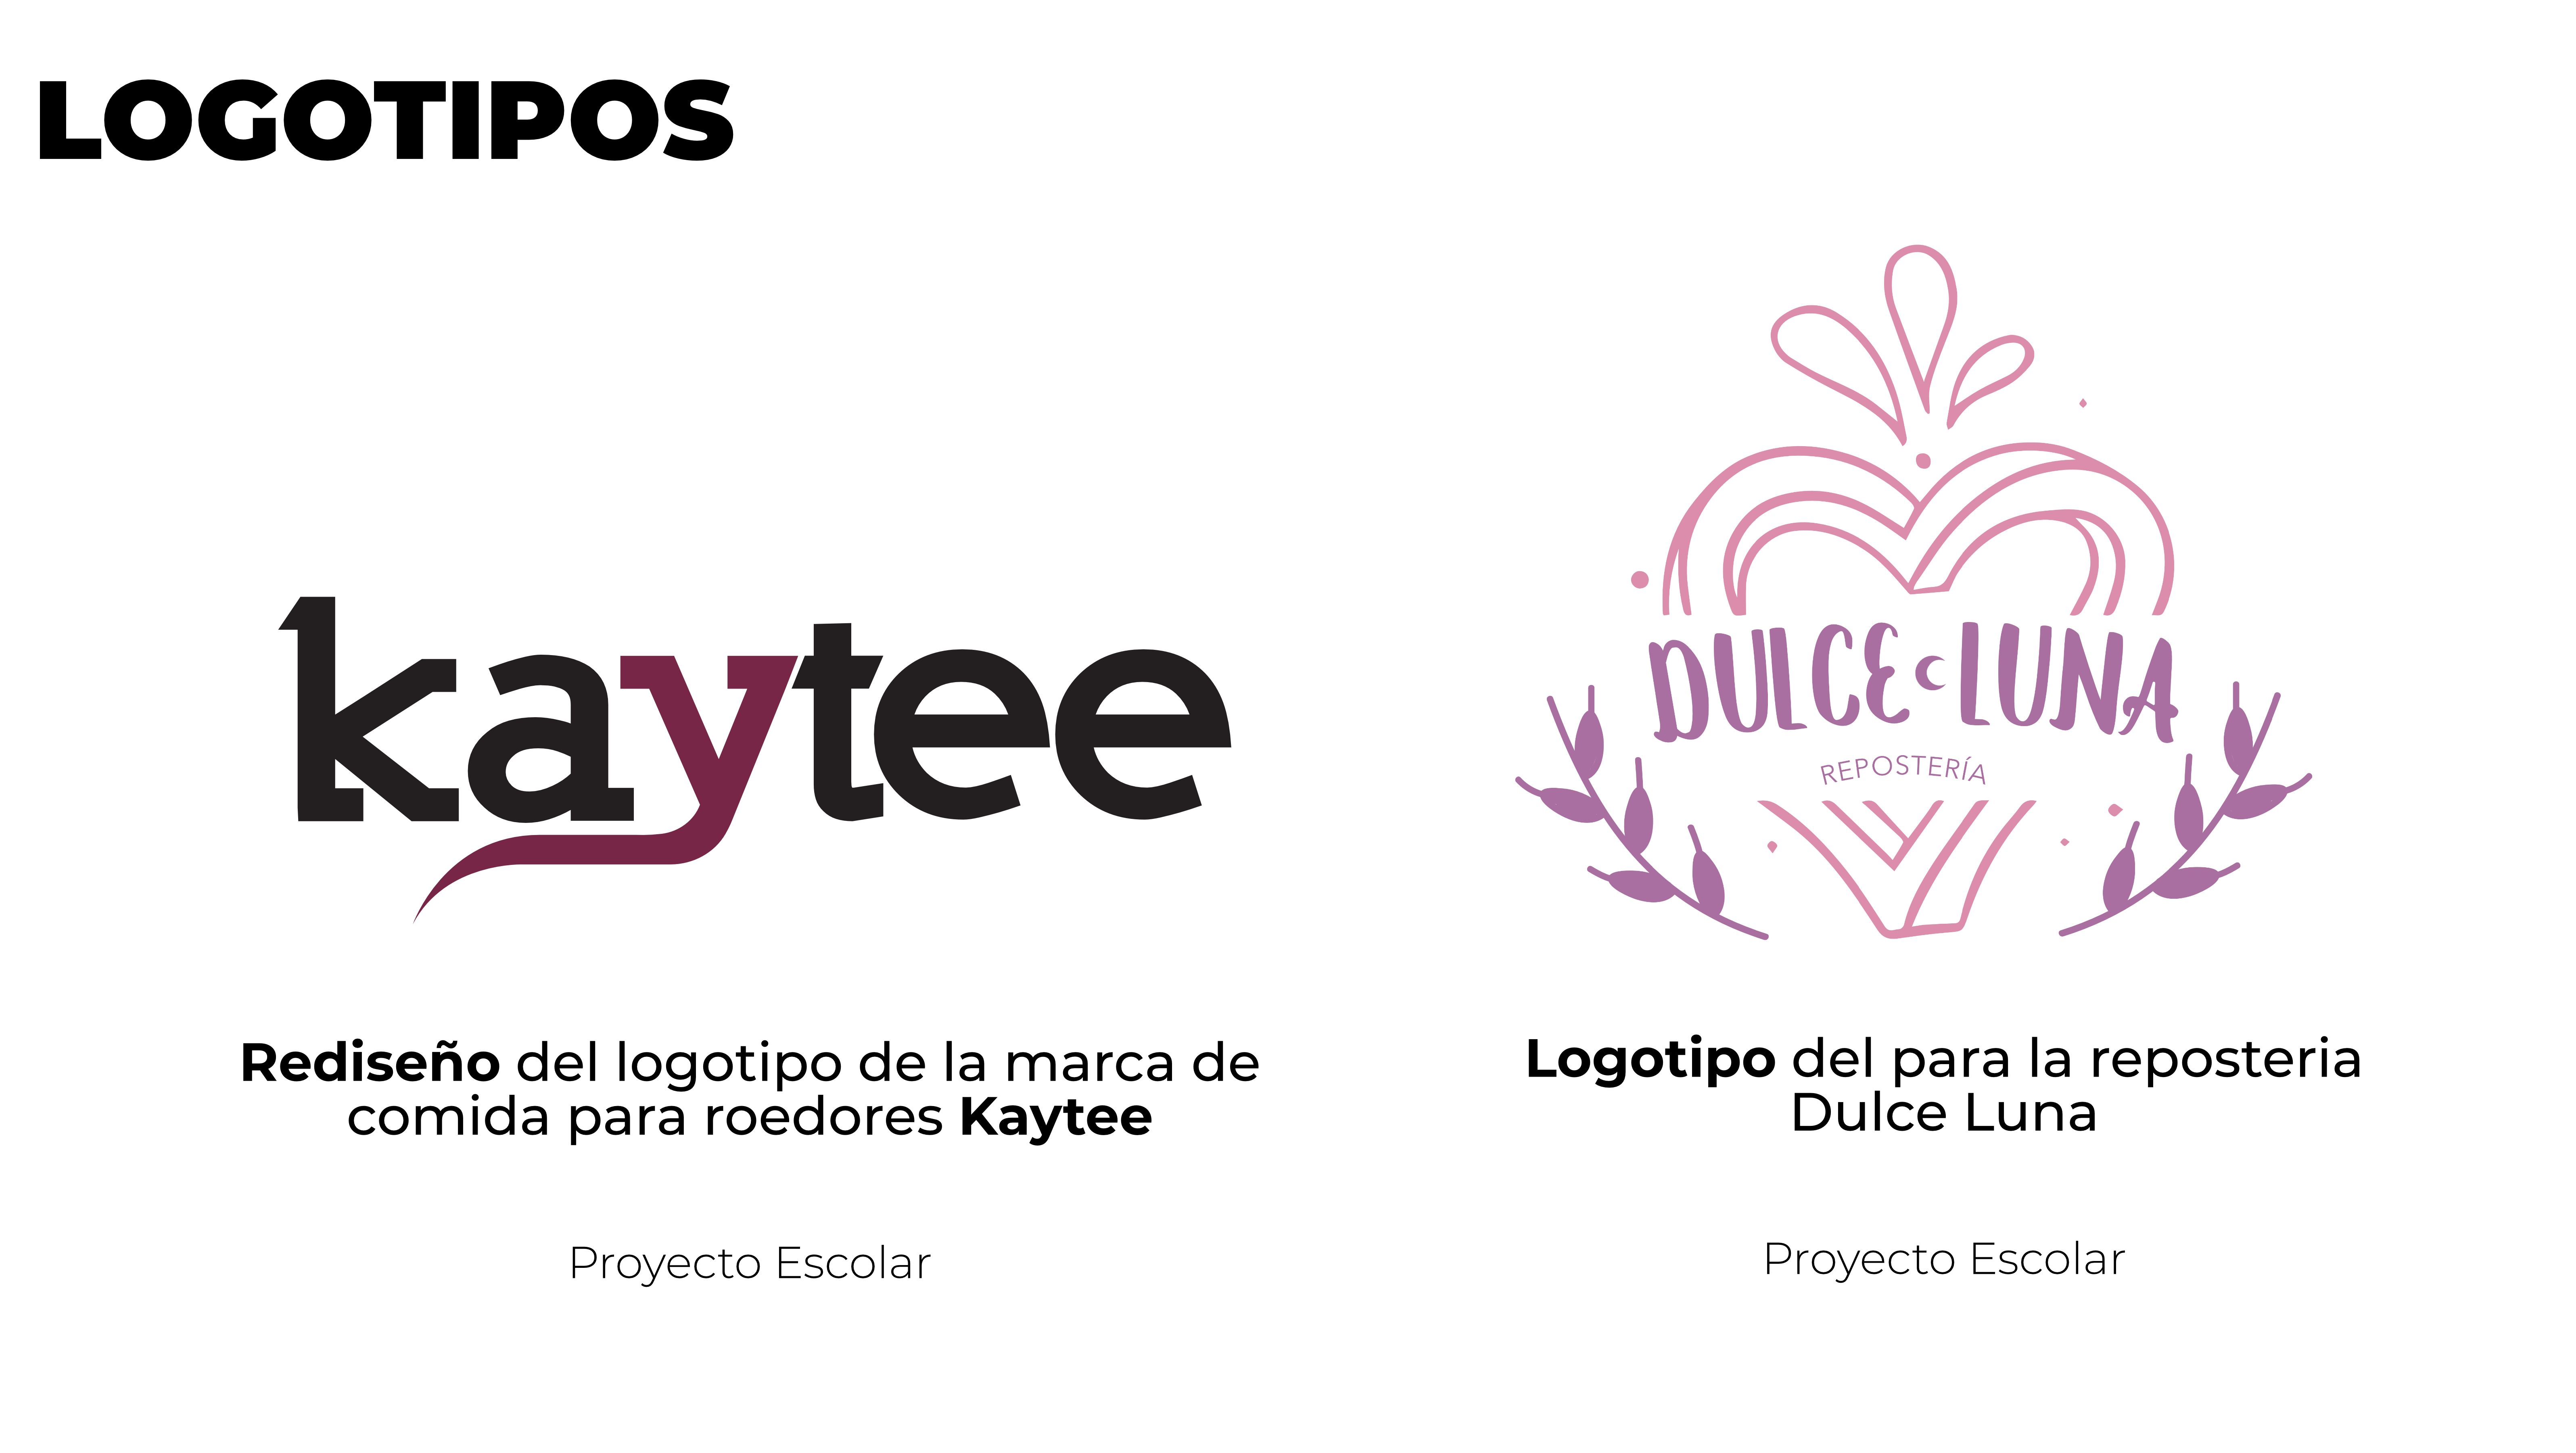 LOGOTIPOS
kaytee
Rediseño del logotipo de la marca de
comida para roedores Kaytee
Proyecto Escolar
DULCE LUNA
REPOSTERÍA
Logotipo del para la reposteria
Dulce Luna
Proyecto Escolar